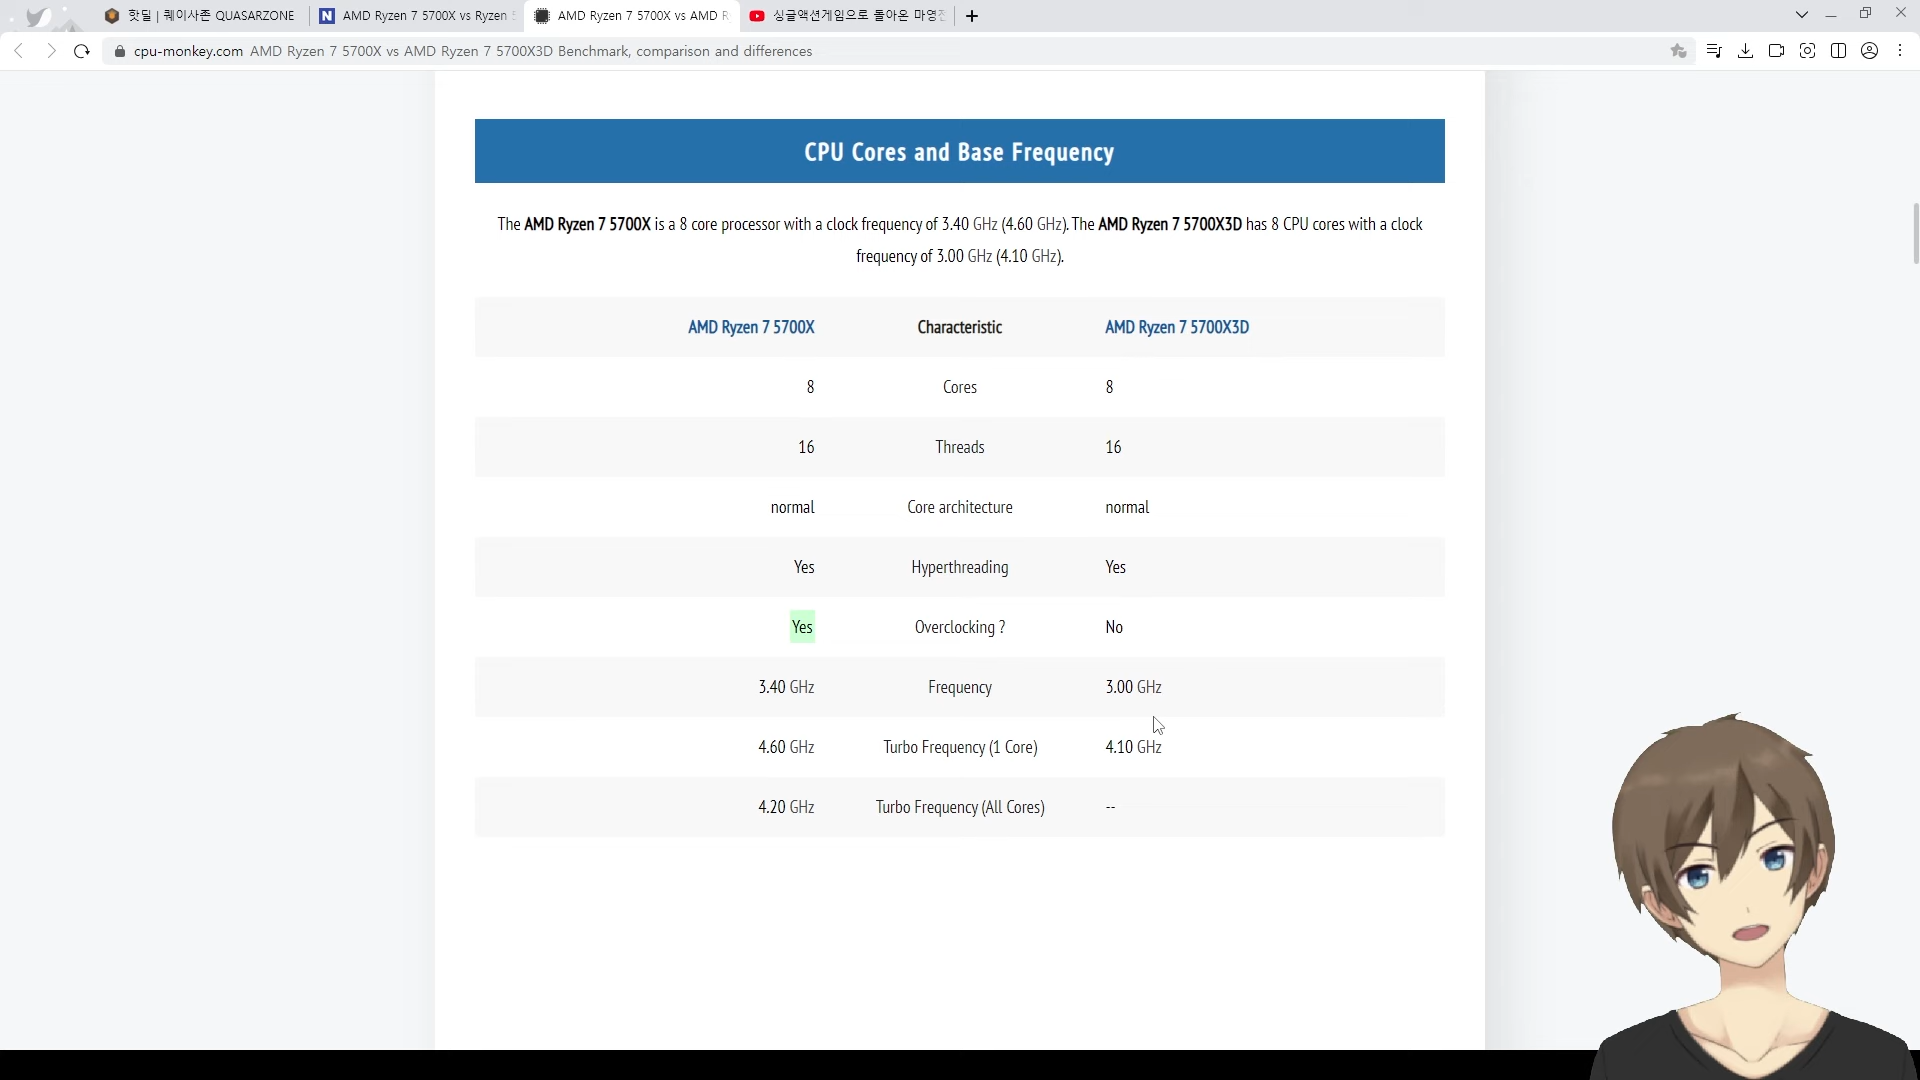 핫딜 | 퀘이사존 QUASARZONE
AMD Ryzen 7 5700X vs Ryzen
AMD Ryzen 7 5700X vs AMD R
싱글액션게임으로 돌아온 마영전
cpu-monkey.com AMD Ryzen 7 5700X vs AMD Ryzen 7 5700X3D Benchmark, comparison and differences
CPU Cores and Base Frequency
The AMD Ryzen 7 5700X is a 8 core processor with a clock frequency of 3.40 GHz (4.60 GHz). The AMD Ryzen 7 5700X3D has 8 CPU cores with a clock
frequency of 3.00 GHz (4.10 GHz).
AMD Ryzen 7 5700X Characteristic AMD Ryzen 7 5700X3D
8 Cores 8
16 Threads 16
normal Core architecture normal
Yes Hyperthreading Yes
Yes Overclocking ? No
3.40 GHz Frequency 3.00 GHz
4.60 GHz Turbo Frequency (1 Core) 4.10 GHz
4.20 GHz Turbo Frequency (All Cores) --